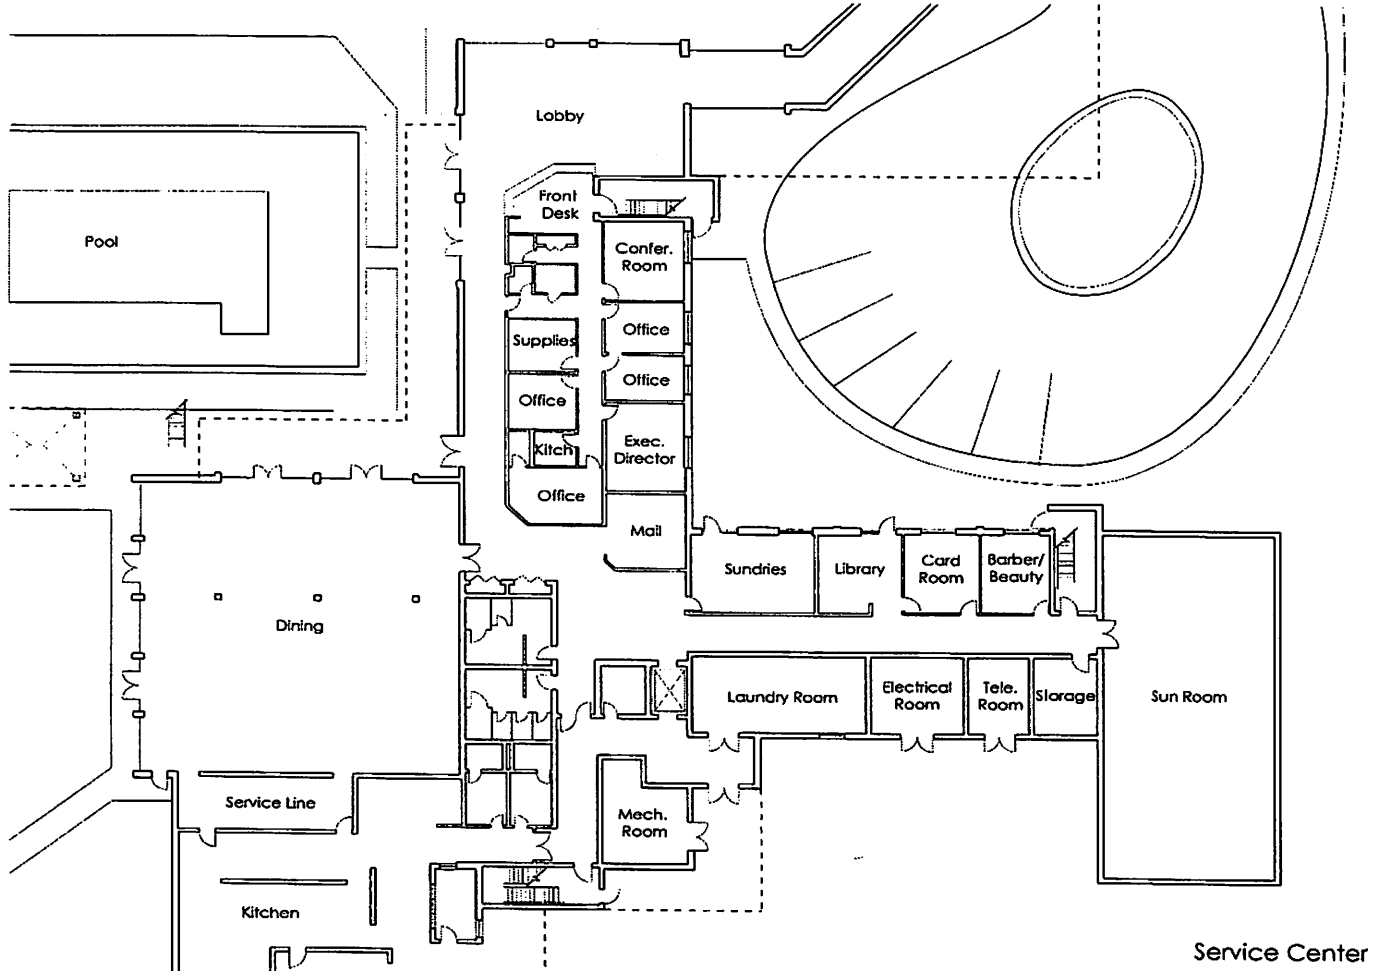 Lobby
Front
Desk
Pool
Confer.
Room
Supplies
Office
Office
Office
Kitch
Exec.
Director
Office
Mail
Sundries
Library
Card
Room
Barber/
Beauty
Dining
Laundry Room
Electrical
Room
Tele.
Room
Storage
Sun Room
Service Line
Mech.
Room
Kitchen
Service Center